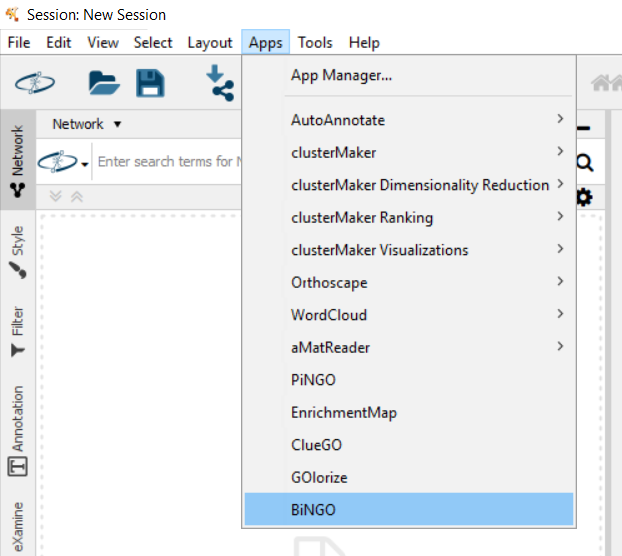 Session: New Session
File Edit View Select Layout Apps Tools Help
App Manager...
Network
Enter search terms for N
AutoAnnotate
clusterMaker
clusterMaker Dimensionality Reduction
clusterMaker Ranking
clusterMaker Visualizations
Orthoscape
WordCloud
aMatReader
PiNGO
EnrichmentMap
ClueGO
GOlorize
BiNGO
Network
Style
Filter
Annotation
eXamine